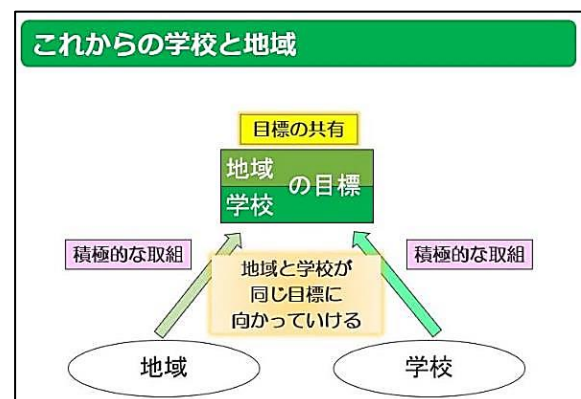 これからの学校と地域
目標の共有
地域
学校
の目標
積極的な取組
積極的な取組
地域と学校が
同じ目標に
向かっていける
地域
学校